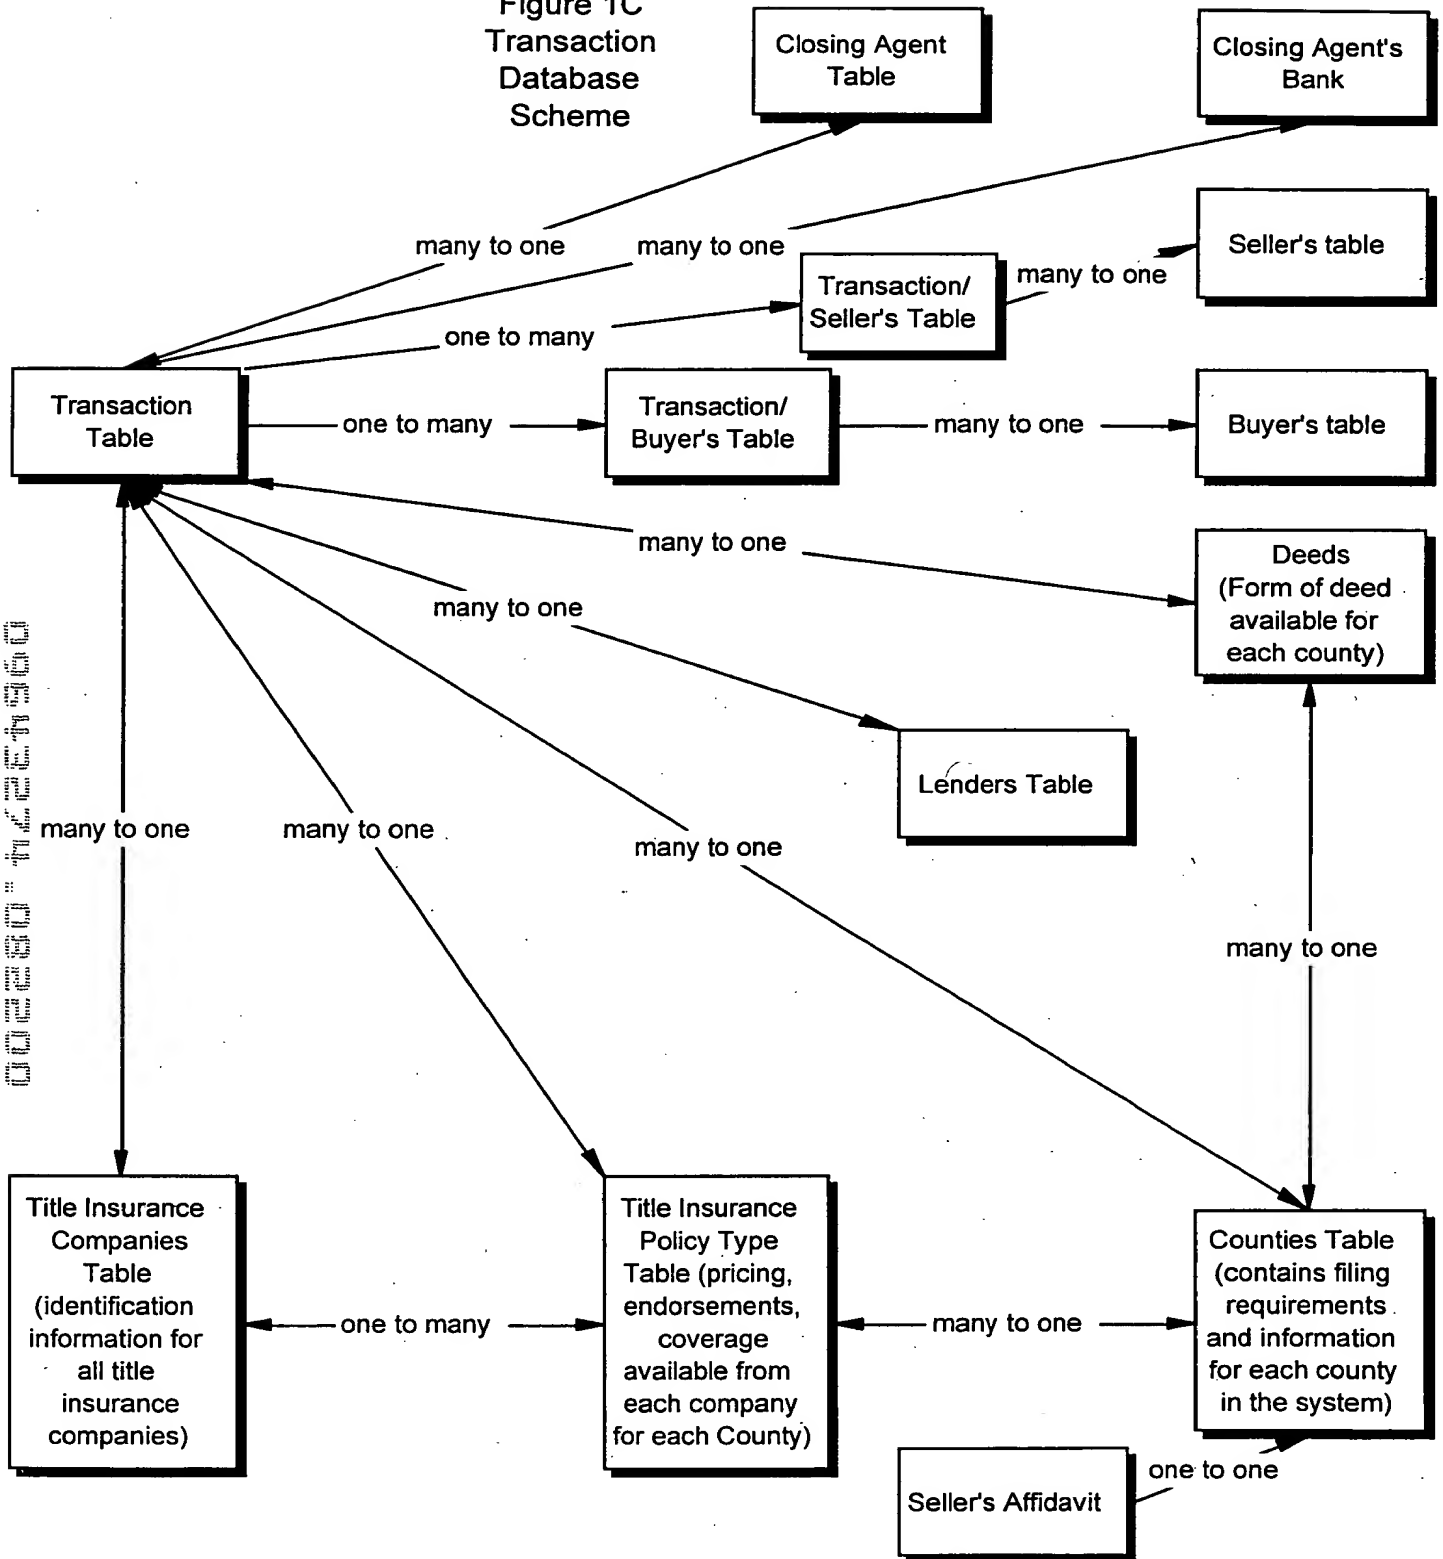 Figure 1C
Transaction
Database
Scheme
Closing Agent
Table
Closing Agent's
Bank
many to one
many to one
Transaction/
Seller's Table
many to one
Seller's table
one to many
Transaction
Table
one to many
Transaction/
Buyer's Table
many to one
Buyer's table
many to one
Deeds
(Form of deed
available for
each county)
many to one
Lenders Table
many to one
many to one
many to one
many to one
Title Insurance
Companies
Table
(identification
information for
all title
insurance
companies)
one to many
Title Insurance
Policy Type
Table (pricing,
endorsements,
coverage
available from
each company
for each County)
many to one
Counties Table
(contains filing
requirements
and information
for each county
in the system)
one to one
Seller's Affidavit
09643274.082200